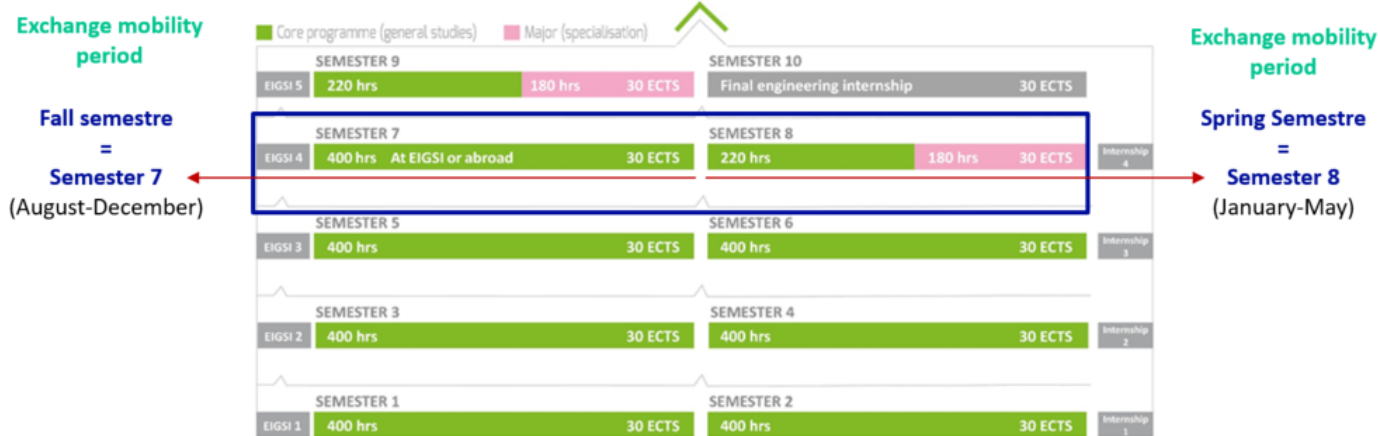 Exchange mobility
period
Fall semestre
=
Semester 7
(August-December)
Core programme (general studies) Major (specialisation)
SEMESTER 9 SEMESTER 10
EIGSI 5 220 hrs 180 hrs 30 ECTS Final engineering internship 30 ECTS
SEMESTER 7 SEMESTER 8
EIGSI 4 400 hrs At EIGSI or abroad 30 ECTS 220 hrs 180 hrs 30 ECTS Internship
4
SEMESTER 5 SEMESTER 6
EIGSI 3 400 hrs 30 ECTS 400 hrs 30 ECTS Internship
3
SEMESTER 3 SEMESTER 4
EIGSI 2 400 hrs 30 ECTS 400 hrs 30 ECTS Internship
2
SEMESTER 1 SEMESTER 2
EIGSI 1 400 hrs 30 ECTS 400 hrs 30 ECTS Internship
1
Exchange mobility
period
Spring Semestre
=
Semester 8
(January-May)